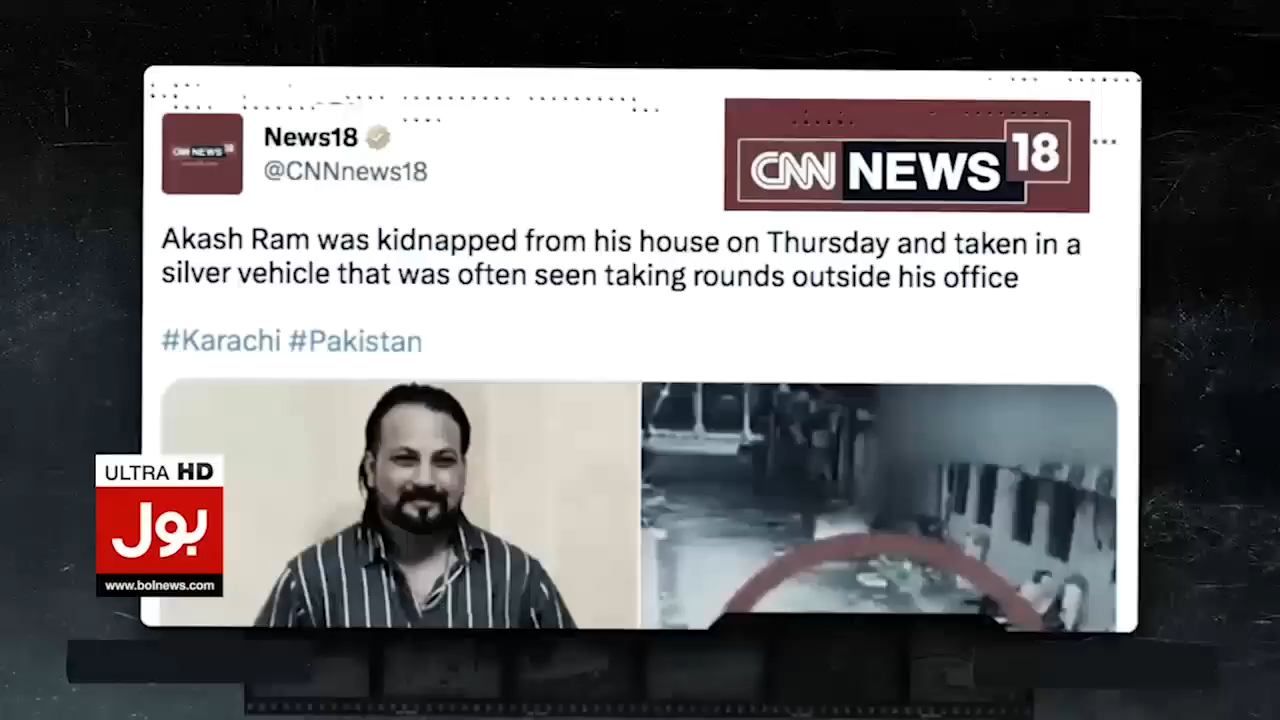 News18
@CNNnews18
CNN NEWS 18
Akash Ram was kidnapped from his house on Thursday and taken in a
silver vehicle that was often seen taking rounds outside his office
#Karachi #Pakistan
ULTRA HD
بول
www.bolnews.com